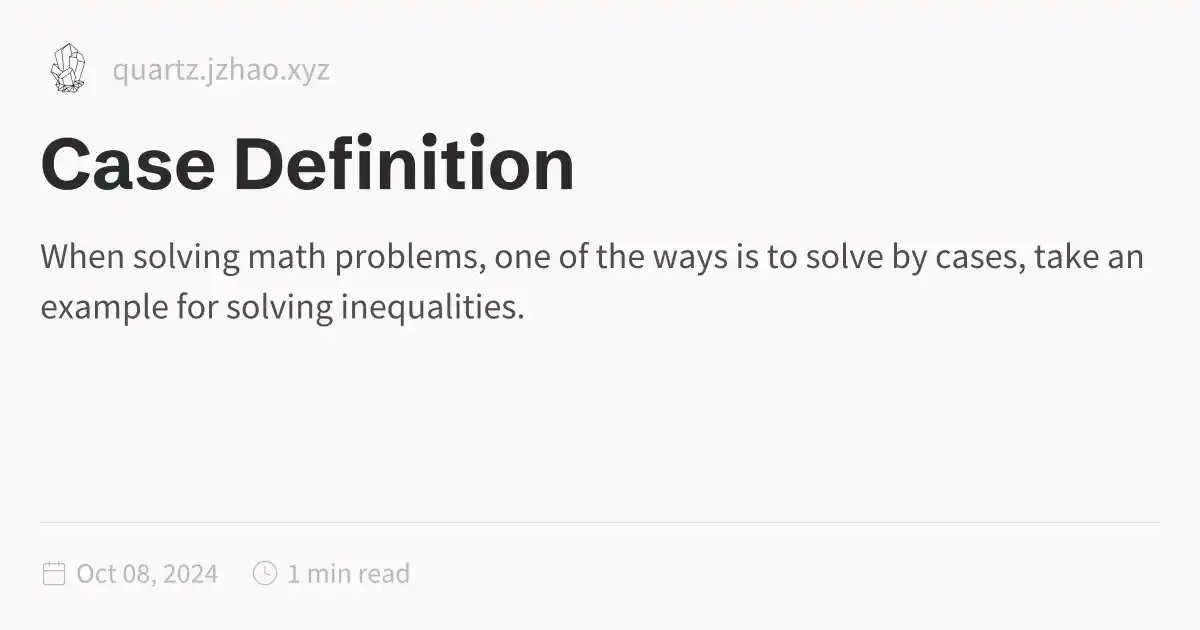 quartz.jzhao.xyz
Case Definition
When solving math problems, one of the ways is to solve by cases, take an
example for solving inequalities.
Oct 08, 2024 1 min read